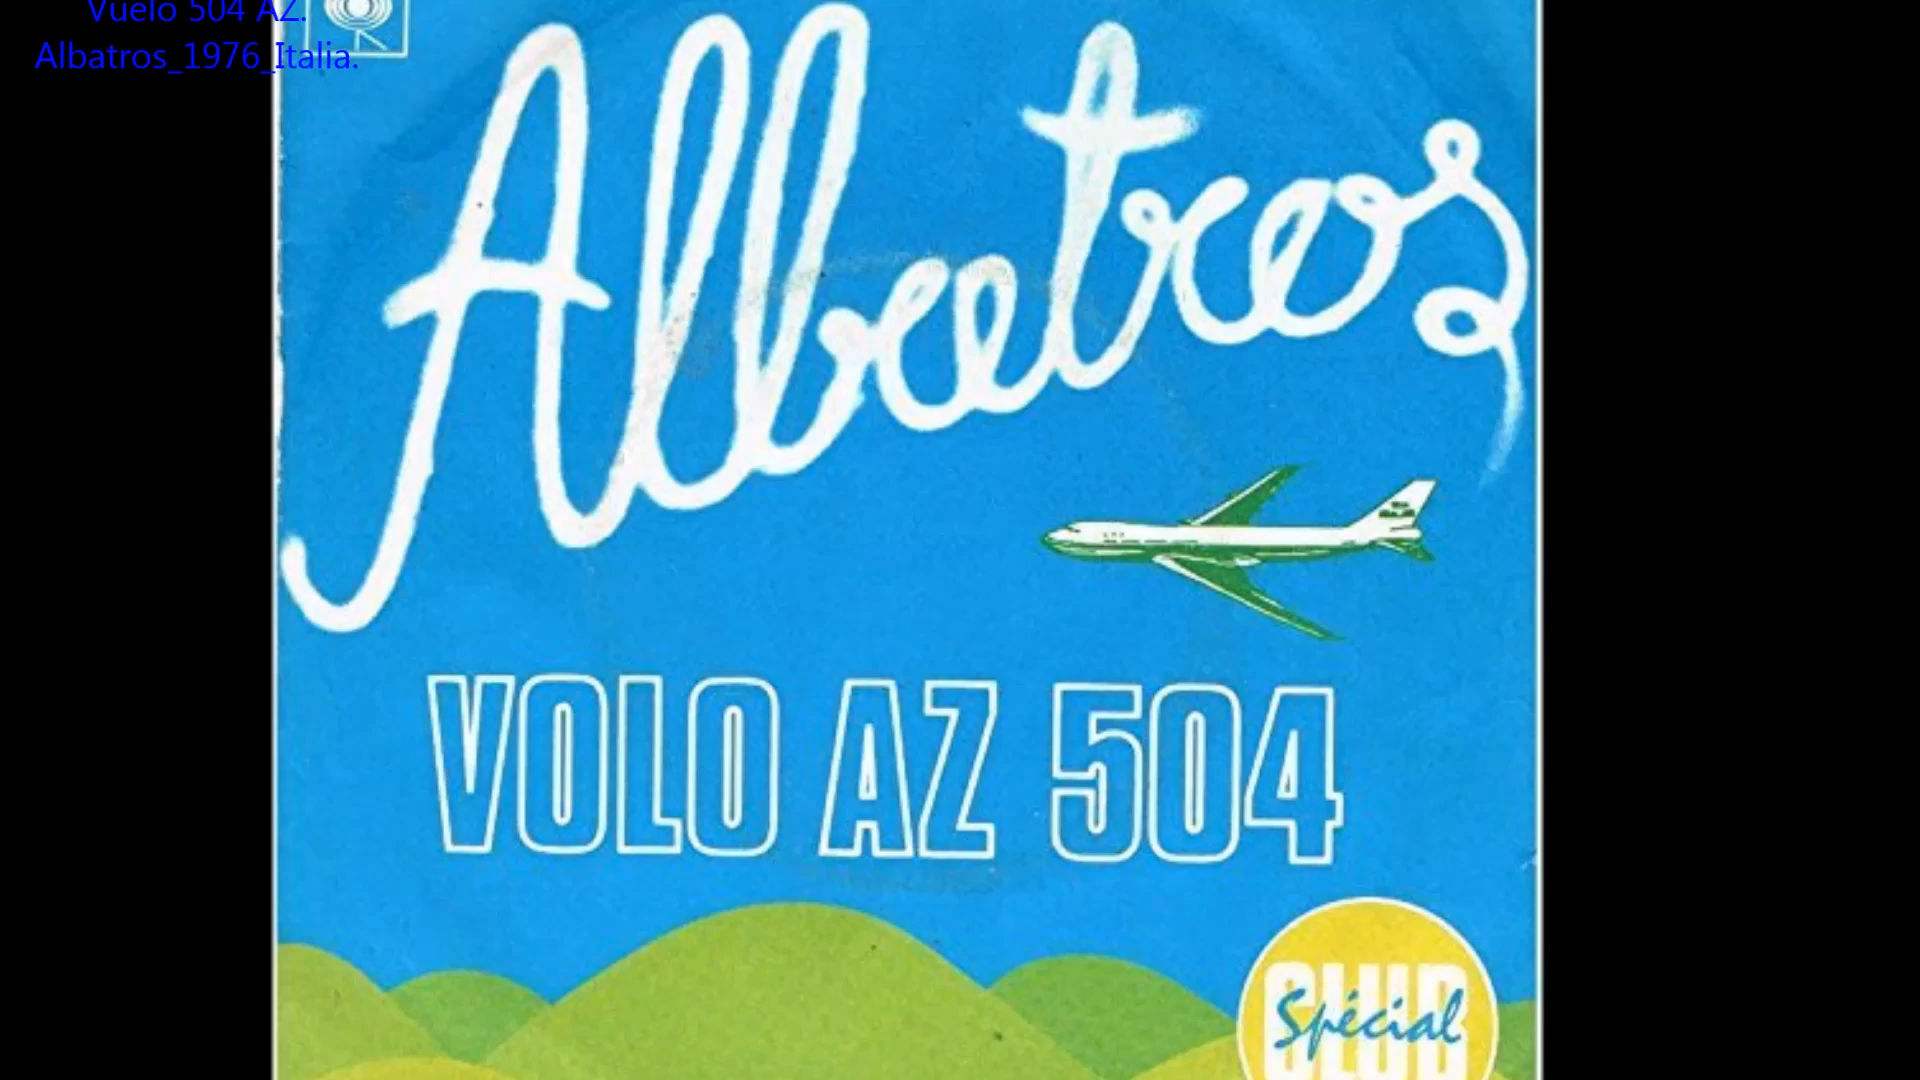 Vuelo 504 AZ.
Albatros_1976_Italia.
Albatros
VOLO AZ 504
CLUB
Spécial